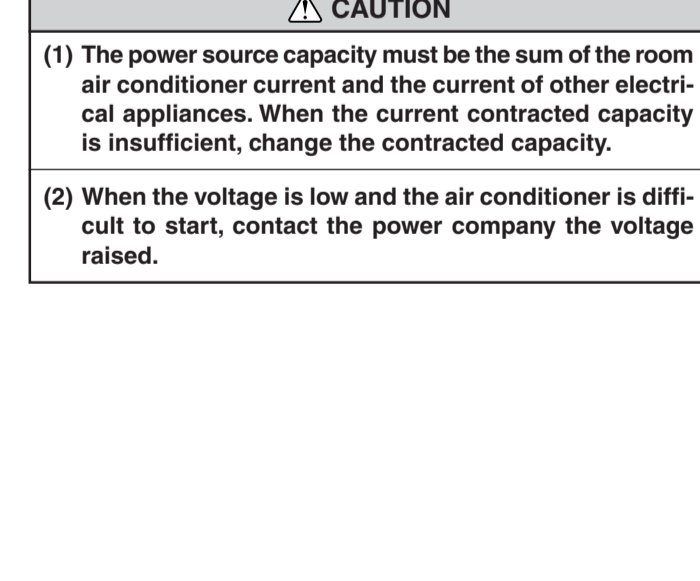 CAUTION
(1) The power source capacity must be the sum of the room
air conditioner current and the current of other electri-
cal appliances. When the current contracted capacity
is insufficient, change the contracted capacity.
(2) When the voltage is low and the air conditioner is diffi-
cult to start, contact the power company the voltage
raised.